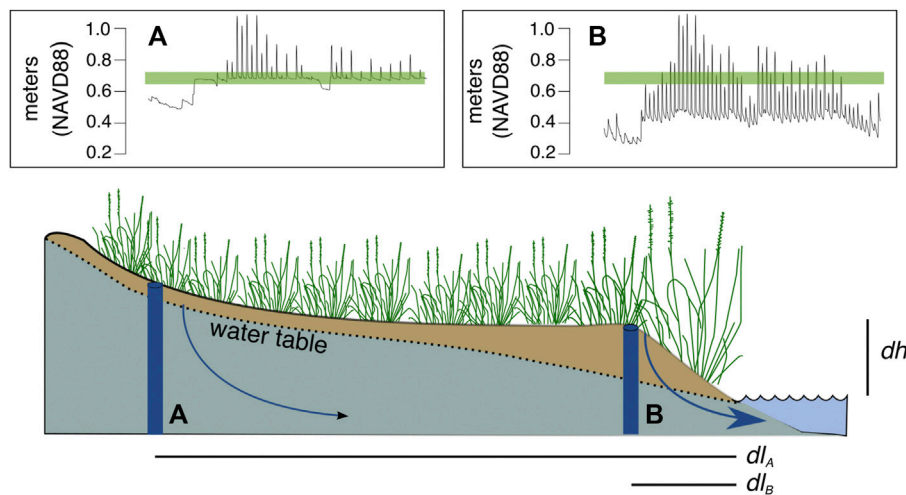 A
meters
(NAVD88)
1.0
0.8
0.6
0.4
0.2
B
meters
(NAVD88)
1.0
0.8
0.6
0.4
0.2
water table
dh
A
B
dlA
dlB